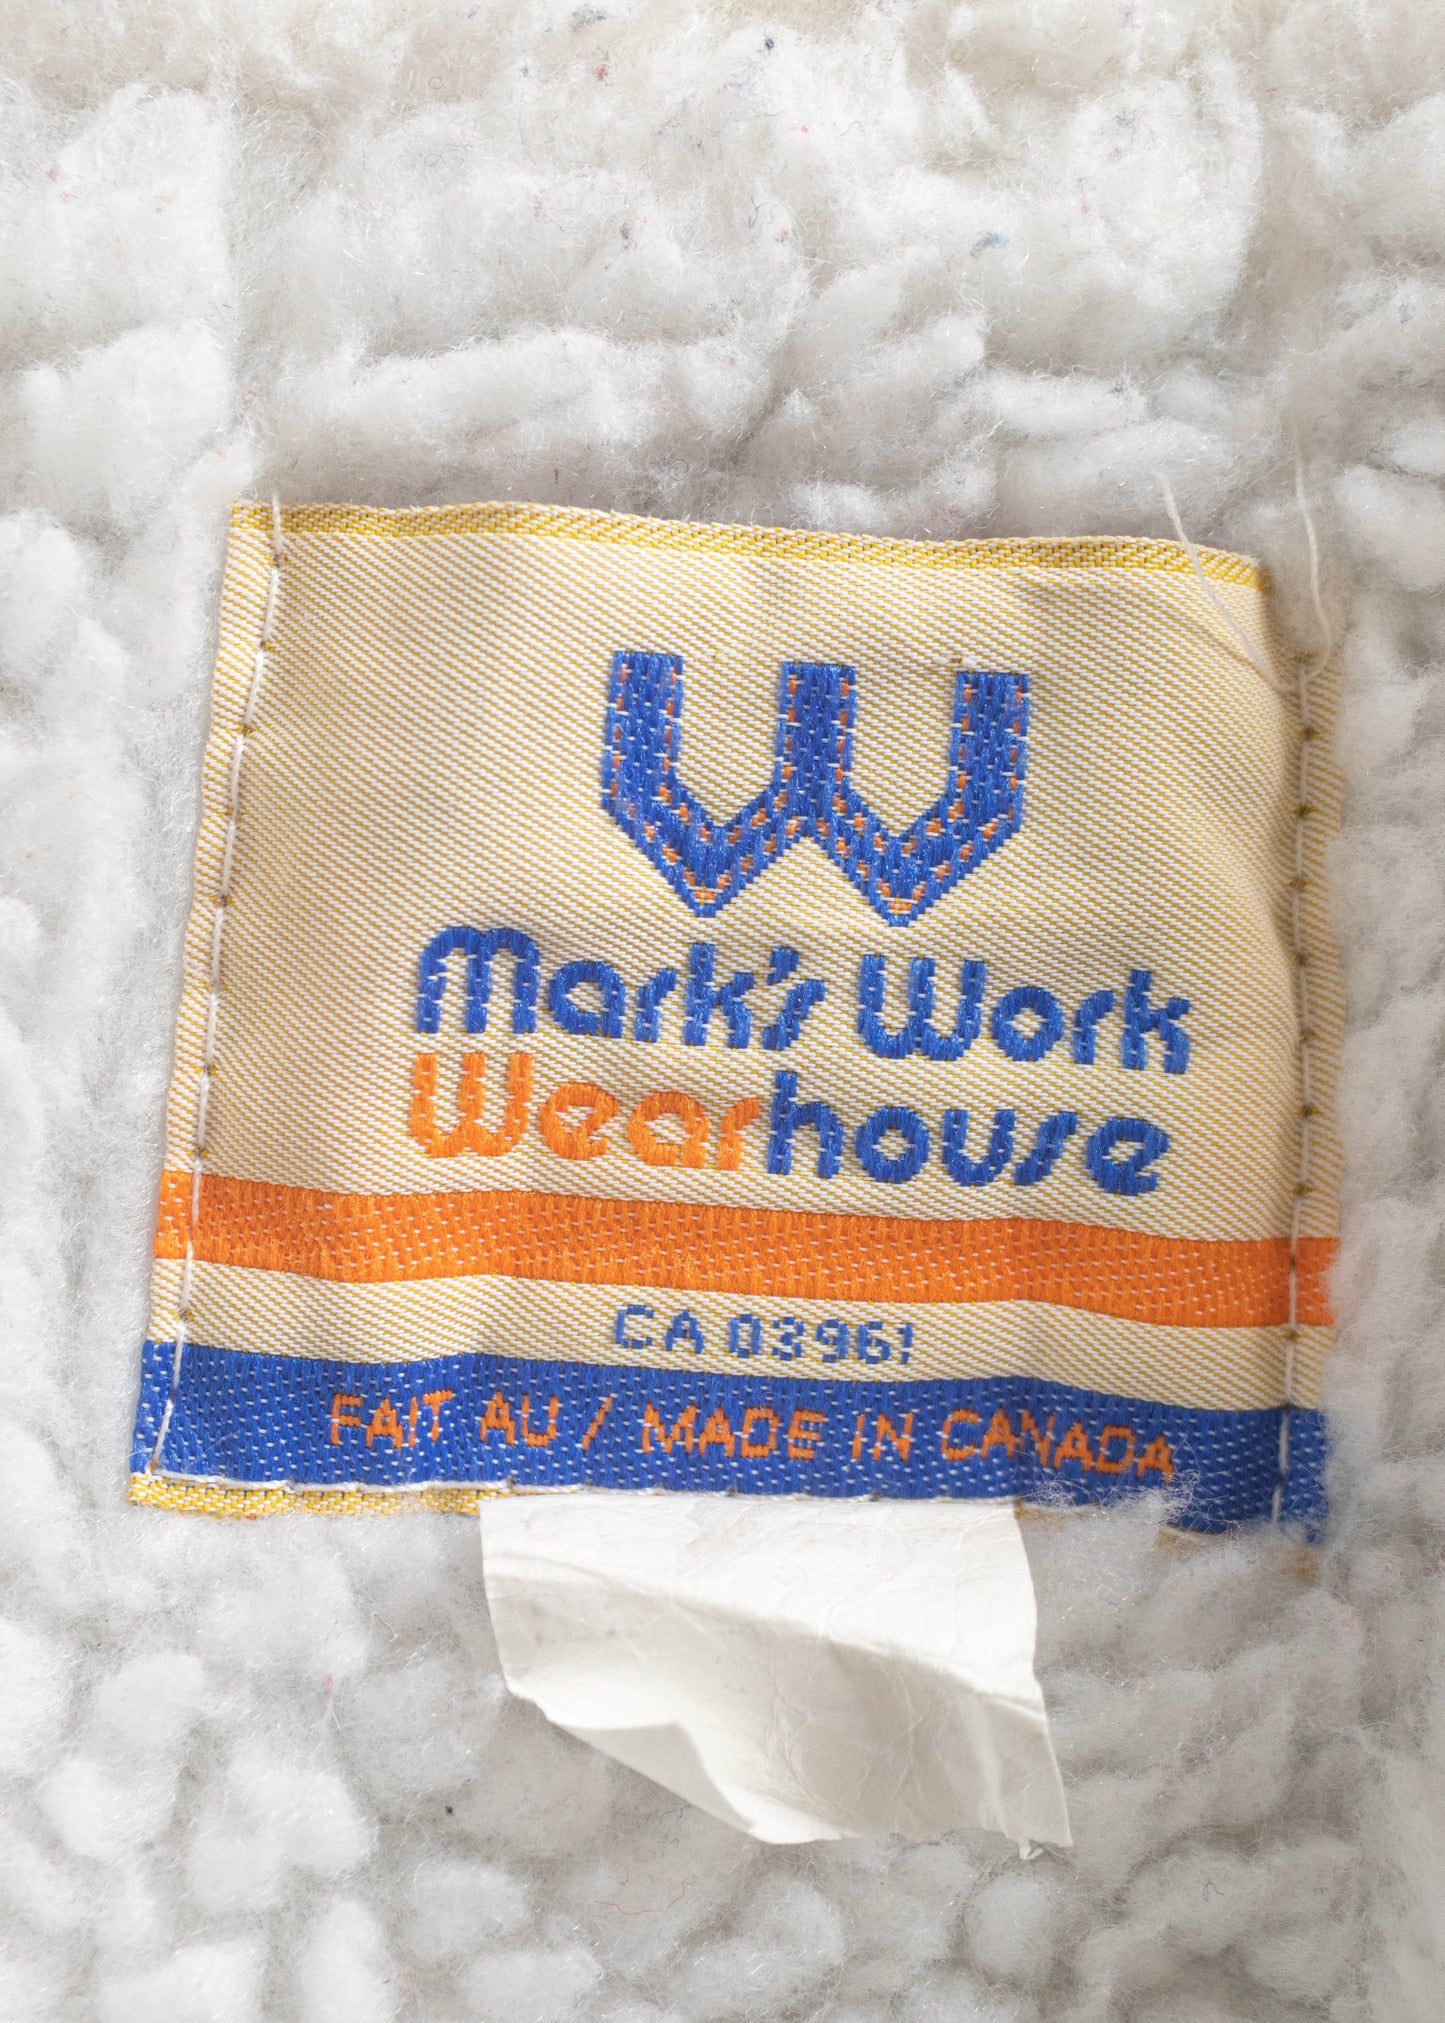 W
Mark's Work
Wearhouse
CA 03961
FAIT AU / MADE IN CANADA